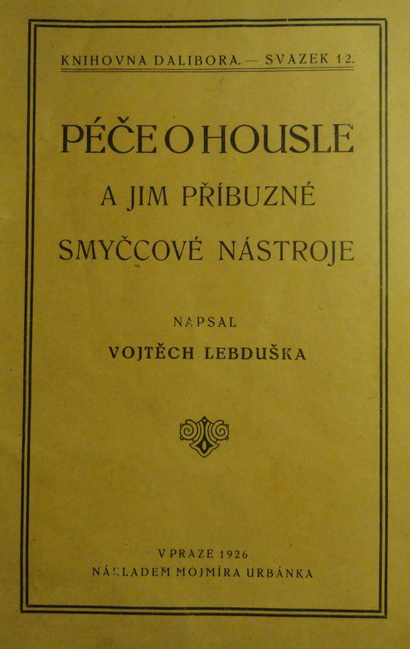 KNIHOVNA DALIBORA. — SVAZEK 12.
PÉČE O HOUSLE
A JIM PŘÍBUZNÉ
SMYČCOVÉ NÁSTROJE
NAPSAL
VOJTĚCH LEBDUŠKA
V PRAZE 1926
NÁKLADEM MOJMÍRA URBÁNKA